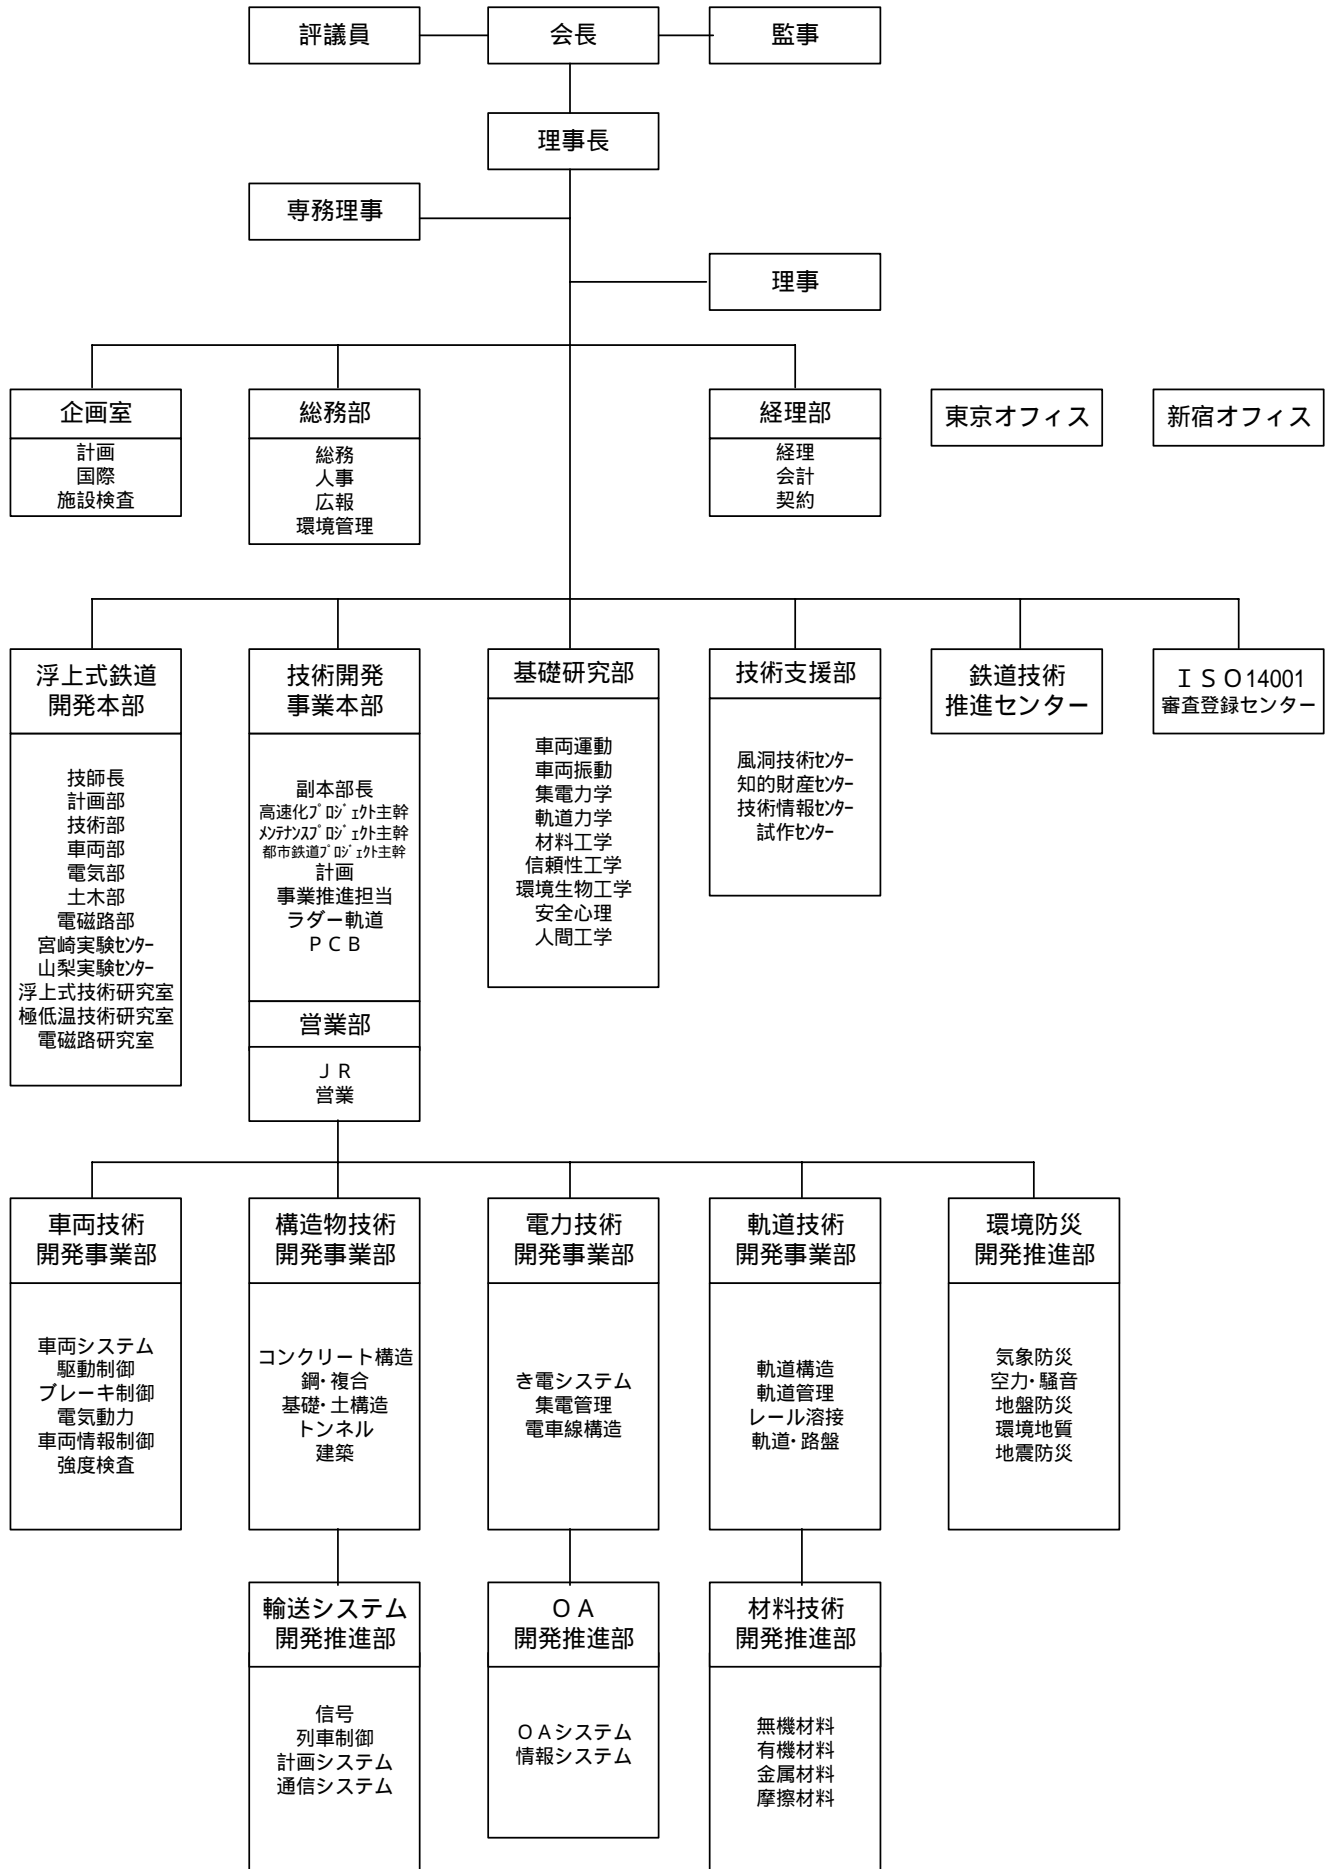 評議員
会長
監事
理事長
専務理事
理事
企画室
計画
国際
施設検査
総務部
総務
人事
広報
環境管理
経理部
経理
会計
契約
東京オフィス
新宿オフィス
浮上式鉄道
開発本部
技師長
計画部
技術部
車両部
電気部
土木部
電磁路部
宮崎実験ｾﾝﾀｰ
山梨実験ｾﾝﾀｰ
浮上式技術研究室
極低温技術研究室
電磁路研究室
技術開発
事業本部
副本部長
高速化ﾌﾟﾛｼﾞｪｸﾄ主幹
ﾒﾝﾃﾅﾝｽﾌﾟﾛｼﾞｪｸﾄ主幹
都市鉄道ﾌﾟﾛｼﾞｪｸﾄ主幹
計画
事業推進担当
ラダー軌道
ＰＣＢ
営業部
ＪＲ
営業
基礎研究部
車両運動
車両振動
集電力学
軌道力学
材料工学
信頼性工学
環境生物工学
安全心理
人間工学
技術支援部
風洞技術ｾﾝﾀｰ
知的財産ｾﾝﾀｰ
技術情報ｾﾝﾀｰ
試作ｾﾝﾀｰ
鉄道技術
推進センター
ＩＳＯ14001
審査登録センター
車両技術
開発事業部
車両システム
駆動制御
ブレーキ制御
電気動力
車両情報制御
強度検査
構造物技術
開発事業部
コンクリート構造
鋼・複合
基礎・土構造
トンネル
建築
電力技術
開発事業部
き電システム
集電管理
電車線構造
軌道技術
開発事業部
軌道構造
軌道管理
レール溶接
軌道・路盤
環境防災
開発推進部
気象防災
空力・騒音
地盤防災
環境地質
地震防災
輸送システム
開発推進部
信号
列車制御
計画システム
通信システム
ＯＡ
開発推進部
ＯＡシステム
情報システム
材料技術
開発推進部
無機材料
有機材料
金属材料
摩擦材料